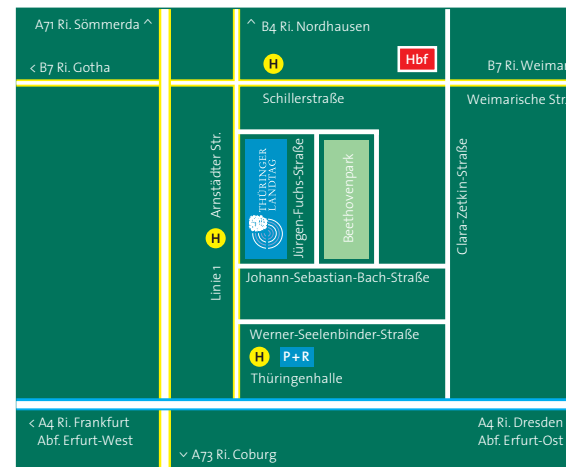 A71 Ri. Sömmerda ^
^ B4 Ri. Nordhausen
< B7 Ri. Gotha
H
Hbf
B7 Ri. Weimar
Schillerstraße
Weimarische Str.
Arnstädter Str.
H
Linie 1
THÜRINGER
LANDTAG
Jürgen-Fuchs-Straße
Beethovenpark
Clara-Zetkin-Straße
Johann-Sebastian-Bach-Straße
Werner-Seelenbinder-Straße
H P+R
Thüringenhalle
< A4 Ri. Frankfurt
Abf. Erfurt-West
˅ A73 Ri. Coburg
A4 Ri. Dresden
Abf. Erfurt-Ost